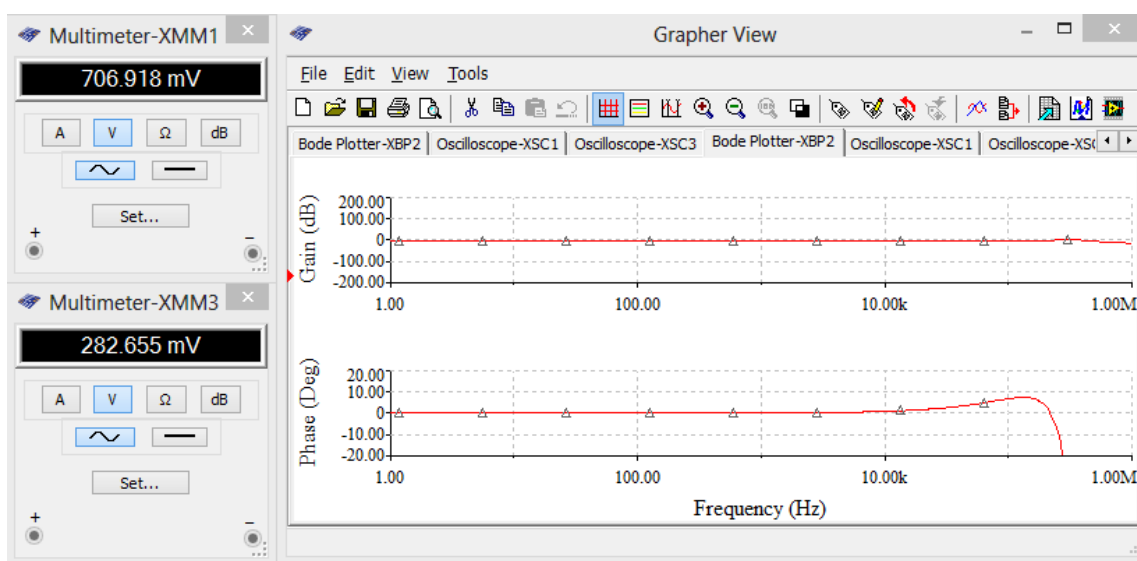 Multimeter-XMM1
706.918 mV
A V Ω dB
Set...
+ −
Multimeter-XMM3
282.655 mV
A V Ω dB
Set...
+ −
Grapher View
File Edit View Tools
Bode Plotter-XBP2 Oscilloscope-XSC1 Oscilloscope-XSC3 Bode Plotter-XBP2 Oscilloscope-XSC1 Oscilloscope-XS
Gain (dB)
200.00
100.00
0
-100.00
-200.00
1.00 100.00 10.00k 1.00M
Phase (Deg)
20.00
10.00
0
-10.00
-20.00
1.00 100.00 10.00k 1.00M
Frequency (Hz)